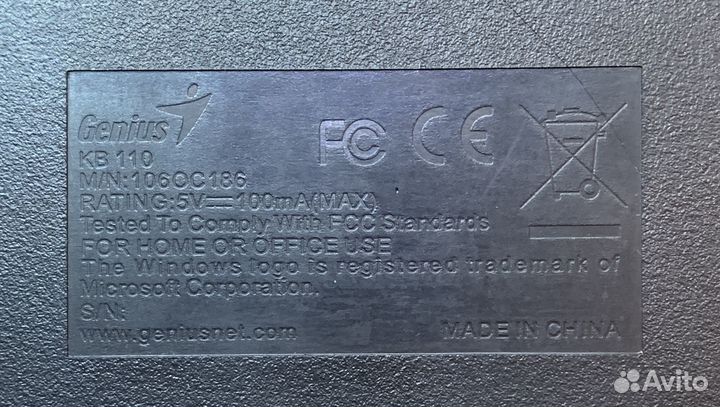 Genius
FC CE
KB 110
M/N:106OC186
RATING:5V⎓100mA(MAX)
Tested To Comply With FCC Standards
FOR HOME OR OFFICE USE
The Windows logo is registered trademark of
Microsoft Corporation.
S/N:
www.geniusnet.com
MADE IN CHINA
Avito